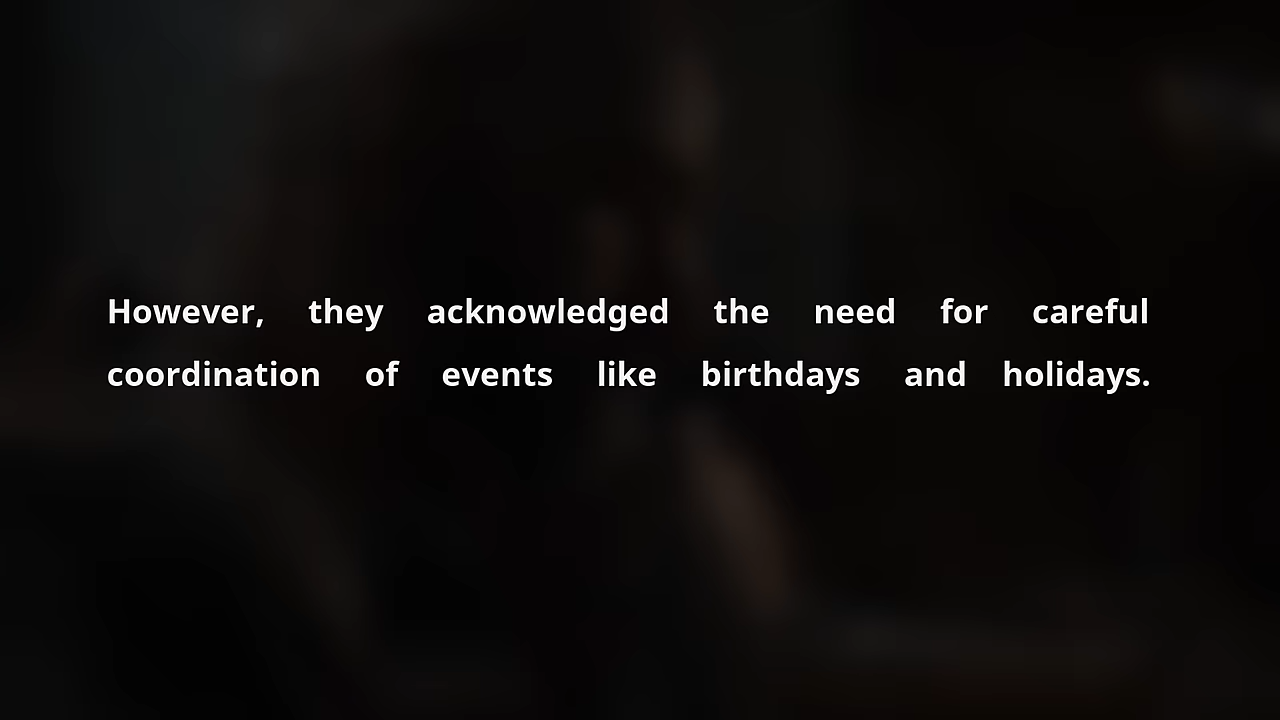 However, they acknowledged the need for careful
coordination of events like birthdays and holidays.